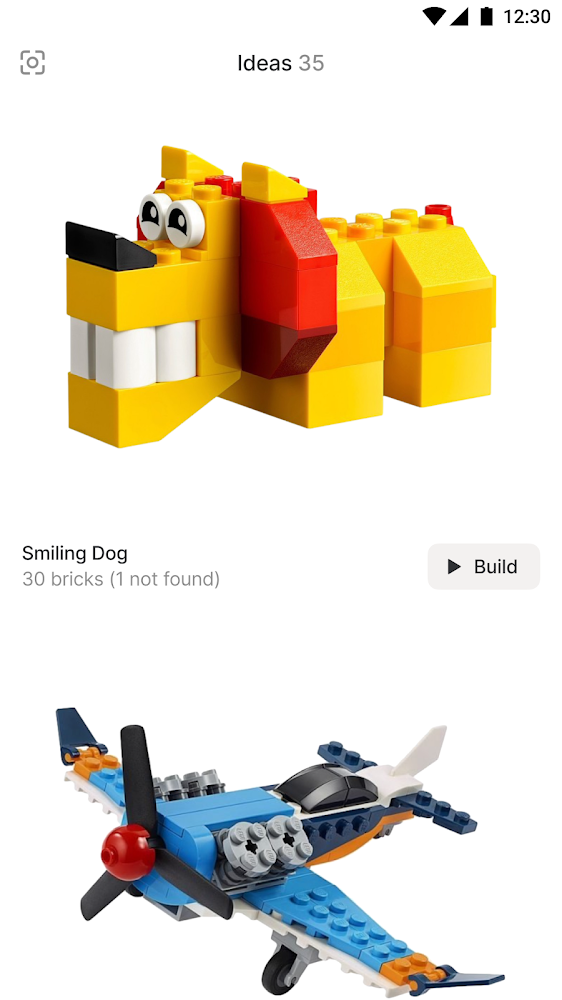 12:30
Ideas 35
Smiling Dog
30 bricks (1 not found)
Build